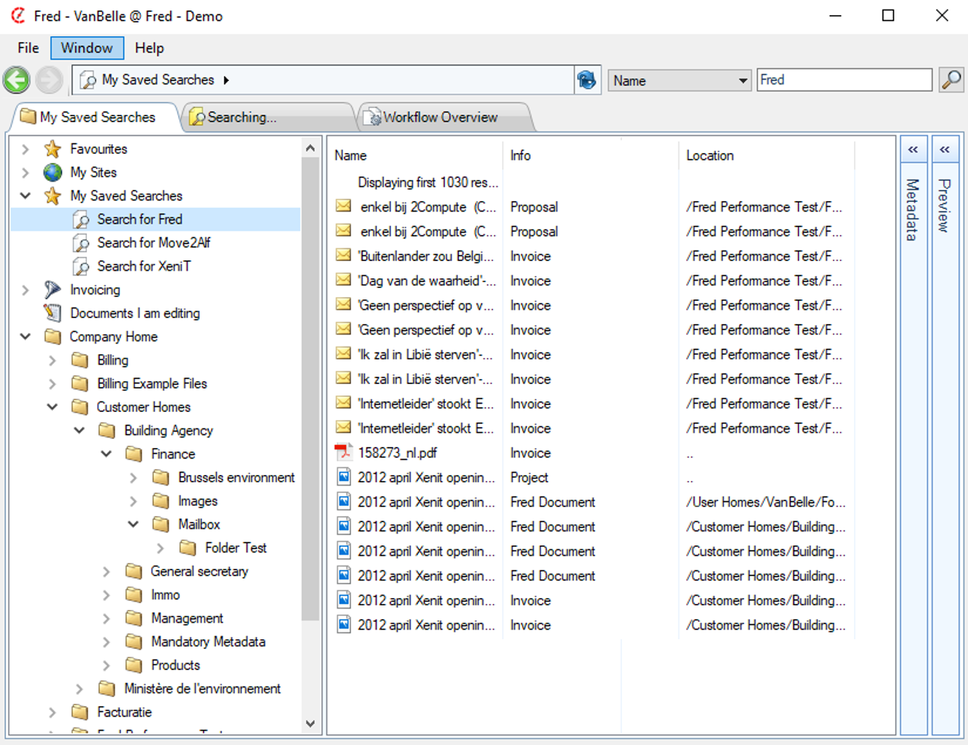 Fred - VanBelle @ Fred - Demo
File Window Help
My Saved Searches
Name
Fred
My Saved Searches
Searching...
Workflow Overview
Favourites
My Sites
My Saved Searches
Search for Fred
Search for Move2Alf
Search for XeniT
Invoicing
Documents I am editing
Company Home
Billing
Billing Example Files
Customer Homes
Building Agency
Finance
Brussels environment
Images
Mailbox
Folder Test
General secretary
Immo
Management
Mandatory Metadata
Products
Ministère de l'environnement
Facturatie
Name Info Location
Displaying first 1030 res...
enkel bij 2Compute (C... Proposal /Fred Performance Test/F...
enkel bij 2Compute (C... Proposal /Fred Performance Test/F...
'Buitenlander zou Belgi... Invoice /Fred Performance Test/F...
'Dag van de waarheid'-... Invoice /Fred Performance Test/F...
'Geen perspectief op v... Invoice /Fred Performance Test/F...
'Geen perspectief op v... Invoice /Fred Performance Test/F...
'Ik zal in Libië sterven'-... Invoice /Fred Performance Test/F...
'Ik zal in Libië sterven'-... Invoice /Fred Performance Test/F...
'Internetleider' stookt E... Invoice /Fred Performance Test/F...
'Internetleider' stookt E... Invoice /Fred Performance Test/F...
158273_nl.pdf Invoice ..
2012 april Xenit openin... Project ..
2012 april Xenit openin... Fred Document /User Homes/VanBelle/Fo...
2012 april Xenit openin... Fred Document /Customer Homes/Building...
2012 april Xenit openin... Fred Document /Customer Homes/Building...
2012 april Xenit openin... Fred Document /Customer Homes/Building...
2012 april Xenit openin... Invoice /Customer Homes/Building...
2012 april Xenit openin... Invoice /Customer Homes/Building...
Metadata
Preview